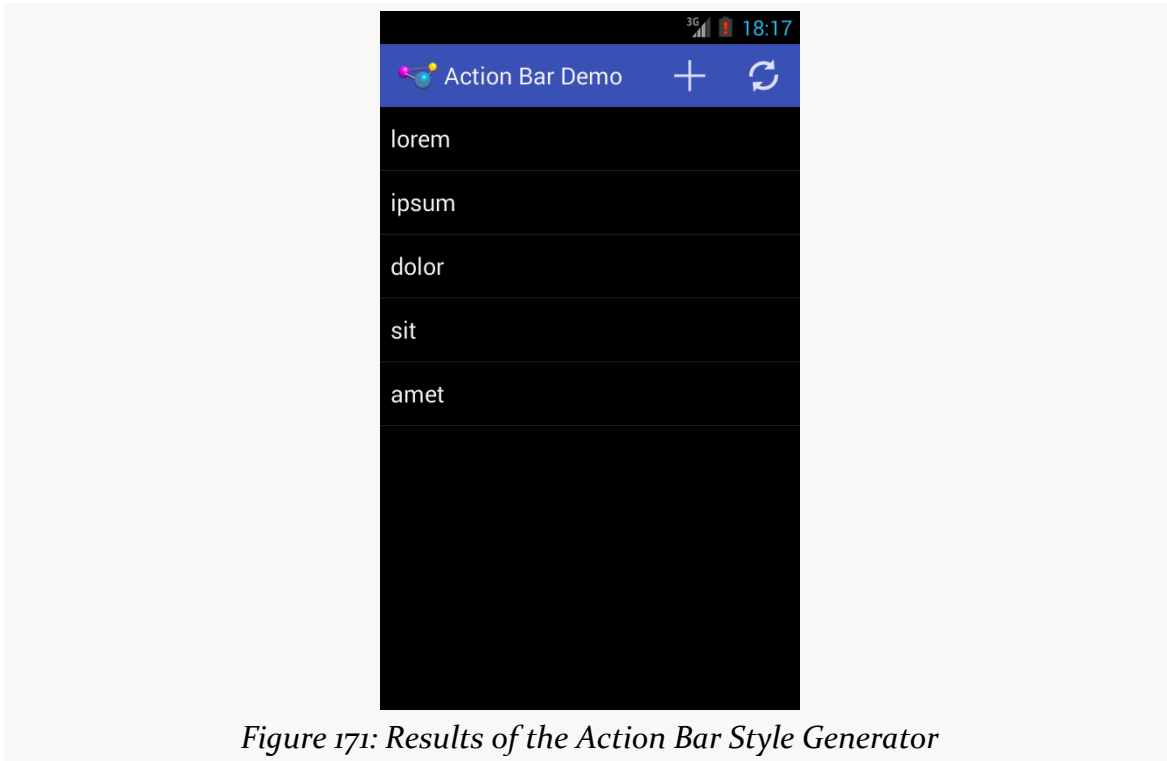 3G 18:17
Action Bar Demo
lorem
ipsum
dolor
sit
amet
Figure 171: Results of the Action Bar Style Generator